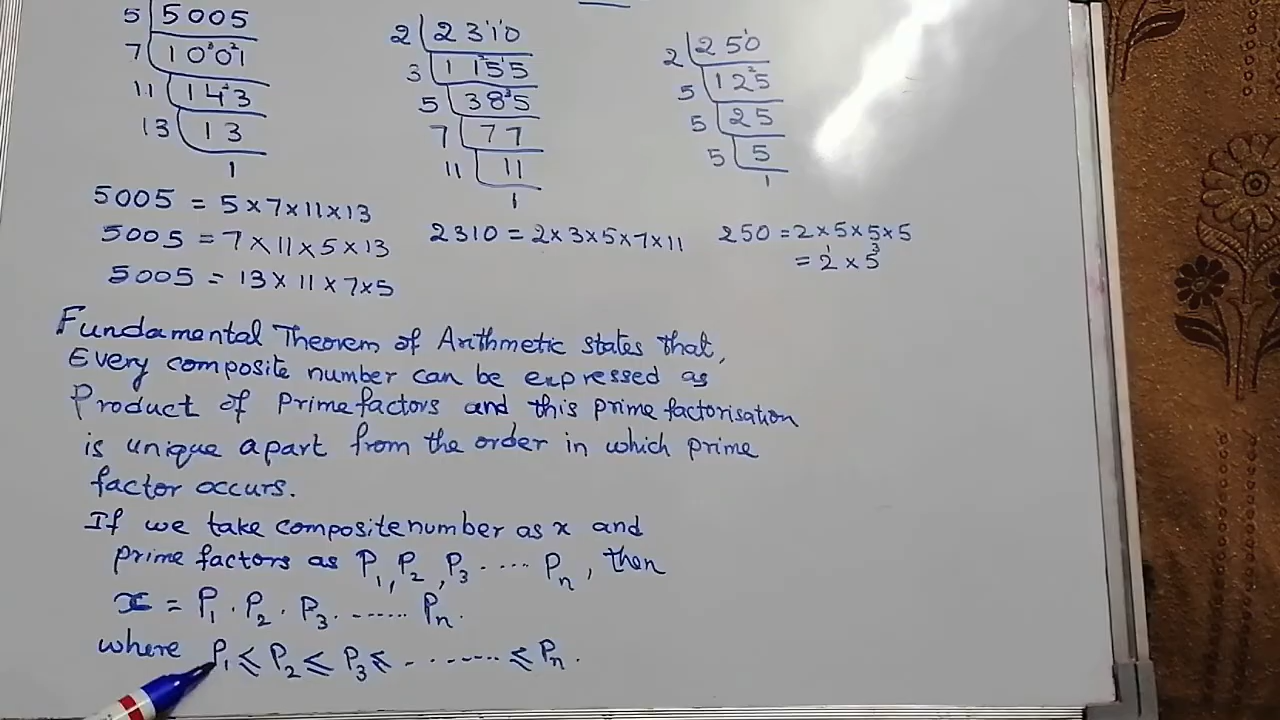 5 | 5005
7 | 1001
11 | 143
13 | 13
1
2 | 2310
3 | 1155
5 | 385
7 | 77
11 | 11
1
2 | 250
5 | 125
5 | 25
5 | 5
1
5005 = 5×7×11×13
5005 = 7×11×5×13
5005 = 13×11×7×5
2310 = 2×3×5×7×11
250 = 2×5×5×5
= 2¹×5³
Fundamental Theorem of Arithmetic states that,
Every composite number can be expressed as
Product of Prime factors and this prime factorisation
is unique apart from the order in which prime
factor occurs.
If we take composite number as x and
prime factors as P₁, P₂, P₃ ..... Pₙ, then
x = P₁ . P₂ . P₃ ....... Pₙ.
where P₁ ≤ P₂ ≤ P₃ ≤ ......... ≤ Pₙ.